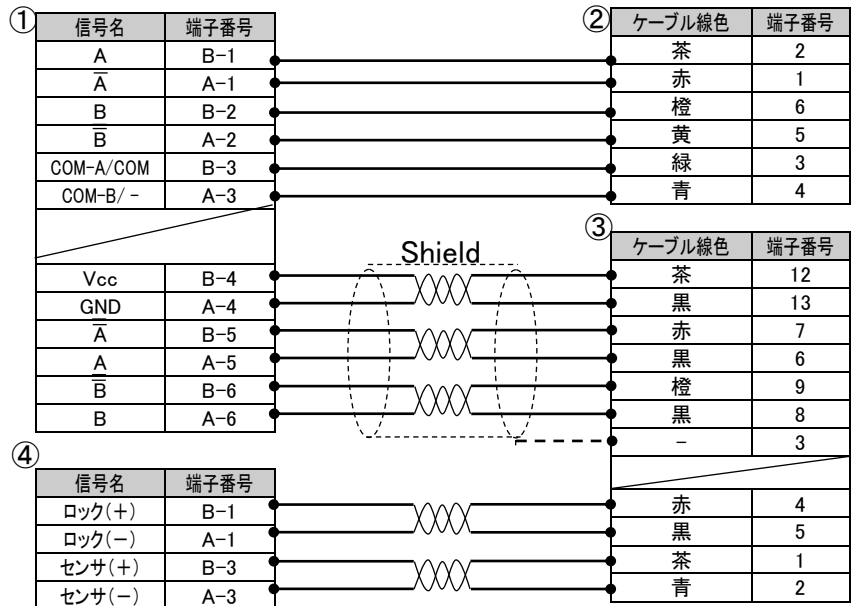 ①
信号名 端子番号
A B-1
A̅ A-1
B B-2
B̅ A-2
COM-A/COM B-3
COM-B/- A-3
Vcc B-4
GND A-4
A̅ B-5
A A-5
B̅ B-6
B A-6
②
ケーブル線色 端子番号
茶 2
赤 1
橙 6
黄 5
緑 3
青 4
Shield
③
ケーブル線色 端子番号
茶 12
黒 13
赤 7
黒 6
橙 9
黒 8
- 3
赤 4
黒 5
茶 1
青 2
④
信号名 端子番号
ロック(+) B-1
ロック(-) A-1
センサ(+) B-3
センサ(-) A-3